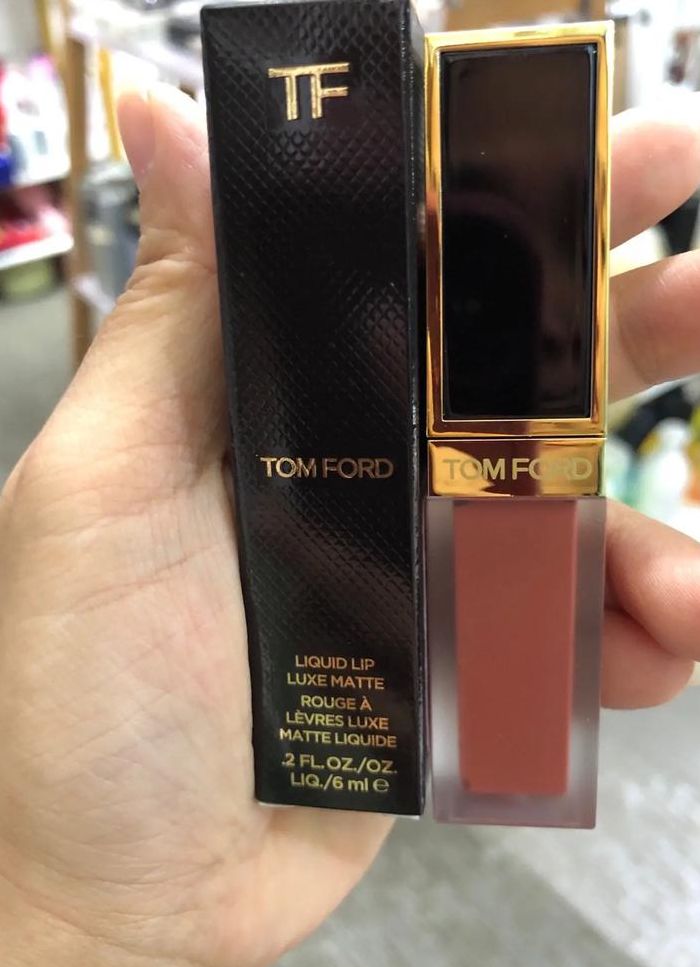 TF
TOM FORD
LIQUID LIP
LUXE MATTE
ROUGE À
LÈVRES LUXE
MATTE LIQUIDE
.2 FL.OZ./OZ.
LIQ./6 ml ℮
TOM FORD